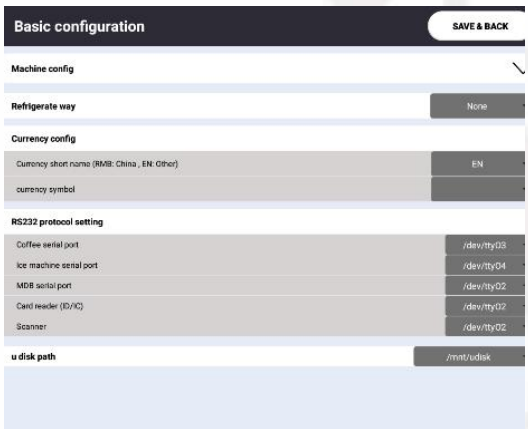 Basic configuration
SAVE & BACK
Machine config
Refrigerate way
None
Currency config
Currency short name (RMB: China , EN: Other)
EN
currency symbol
RS232 protocol setting
Coffee serial port
/dev/ttyO3
Ice machine serial port
/dev/ttyO4
MDB serial port
/dev/ttyO2
Card reader (ID/IC)
/dev/ttyO2
Scanner
/dev/ttyO2
u disk path
/mnt/udisk